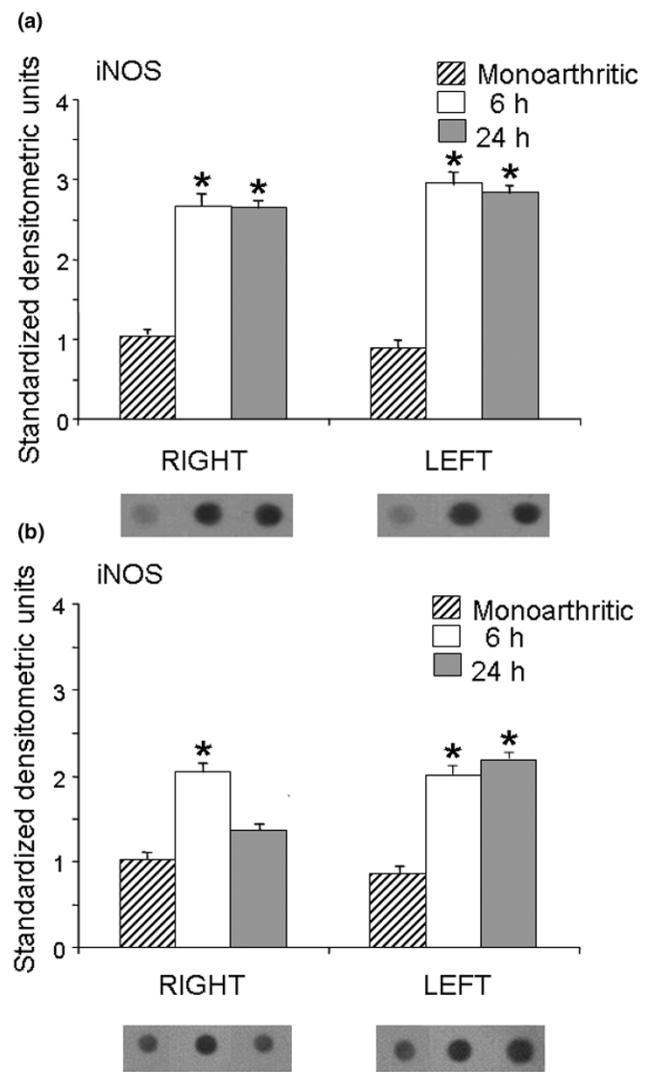 (a)
iNOS
Monoarthritic
6 h
24 h
Standardized densitometric units
4
3
2
1
0
* * * *
RIGHT LEFT
(b)
iNOS
Monoarthritic
6 h
24 h
Standardized densitometric units
4
3
2
1
0
* * *
RIGHT LEFT